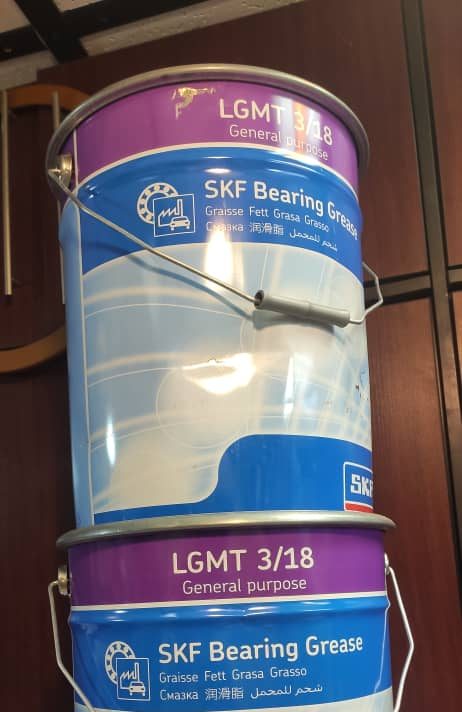 LGMT 3/18
General purpose
SKF Bearing Grease
Graisse Fett Grasa Grasso
Смазка 润滑脂 شحم للمحمل
SKF
LGMT 3/18
General purpose
SKF Bearing Grease
Graisse Fett Grasa Grasso
Смазка 润滑脂 شحم للمحمل